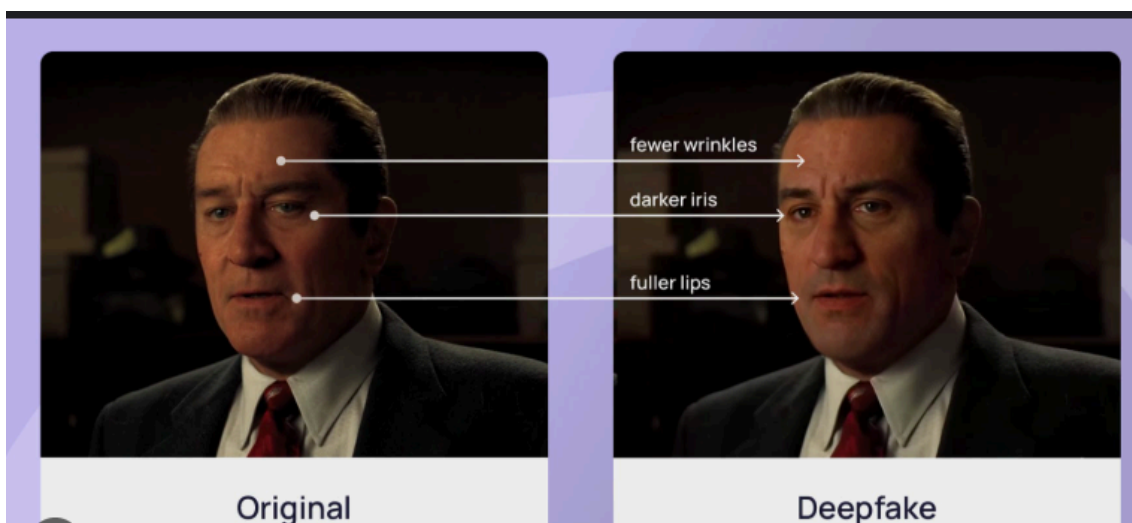 fewer wrinkles
darker iris
fuller lips
Original
Deepfake